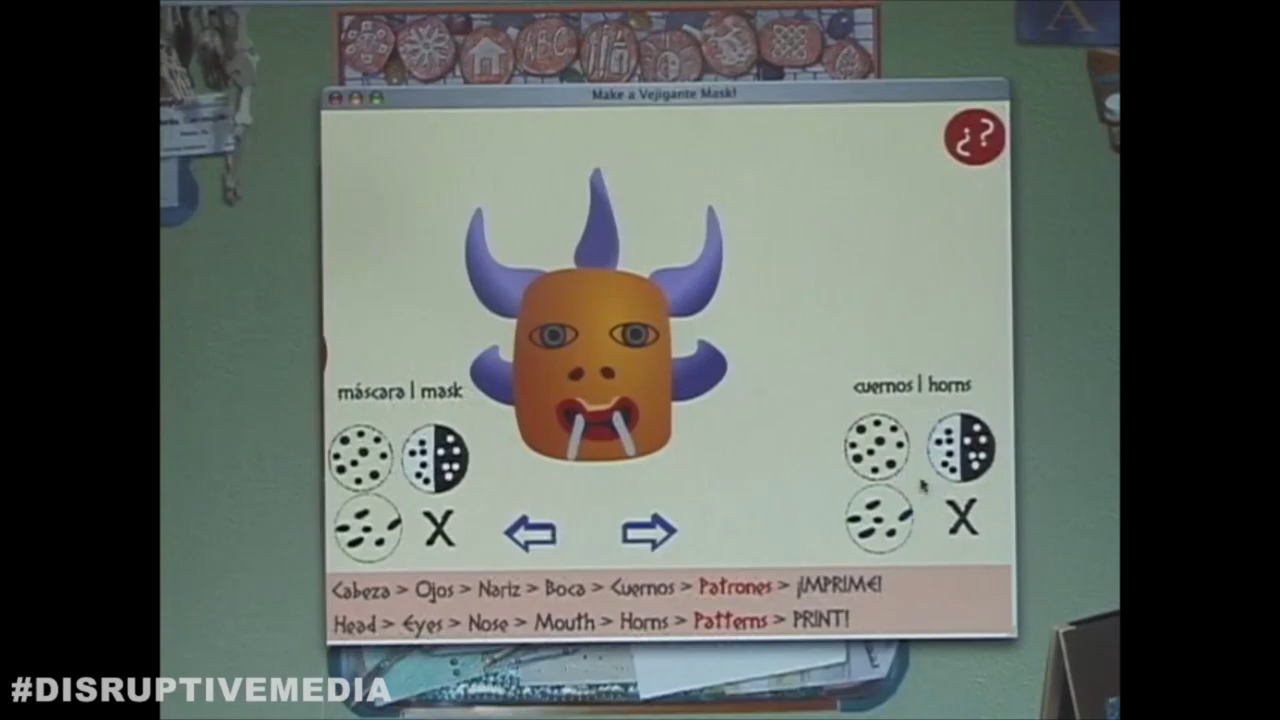 A
ABC
Make a Vejigante Mask!
¿?
máscara | mask
cuernos | horns
X
X
Cabeza > Ojos > Nariz > Boca > Cuernos > Patrones > ¡IMPRIME!
Head > Eyes > Nose > Mouth > Horns > Patterns > PRINT!
#DISRUPTIVEMEDIA